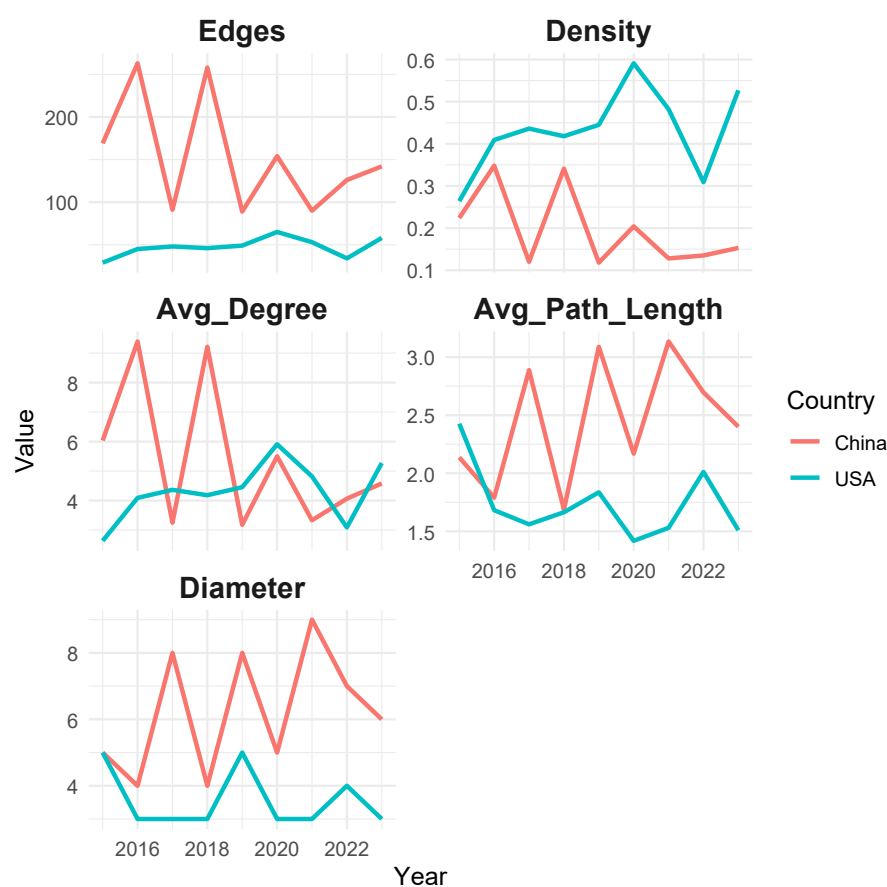 Edges
Density
200
100
0.6
0.5
0.4
0.3
0.2
0.1
Avg_Degree
Avg_Path_Length
8
6
4
3.0
2.5
2.0
1.5
2016 2018 2020 2022
Diameter
8
6
4
2016 2018 2020 2022
Value
Year
Country
China
USA